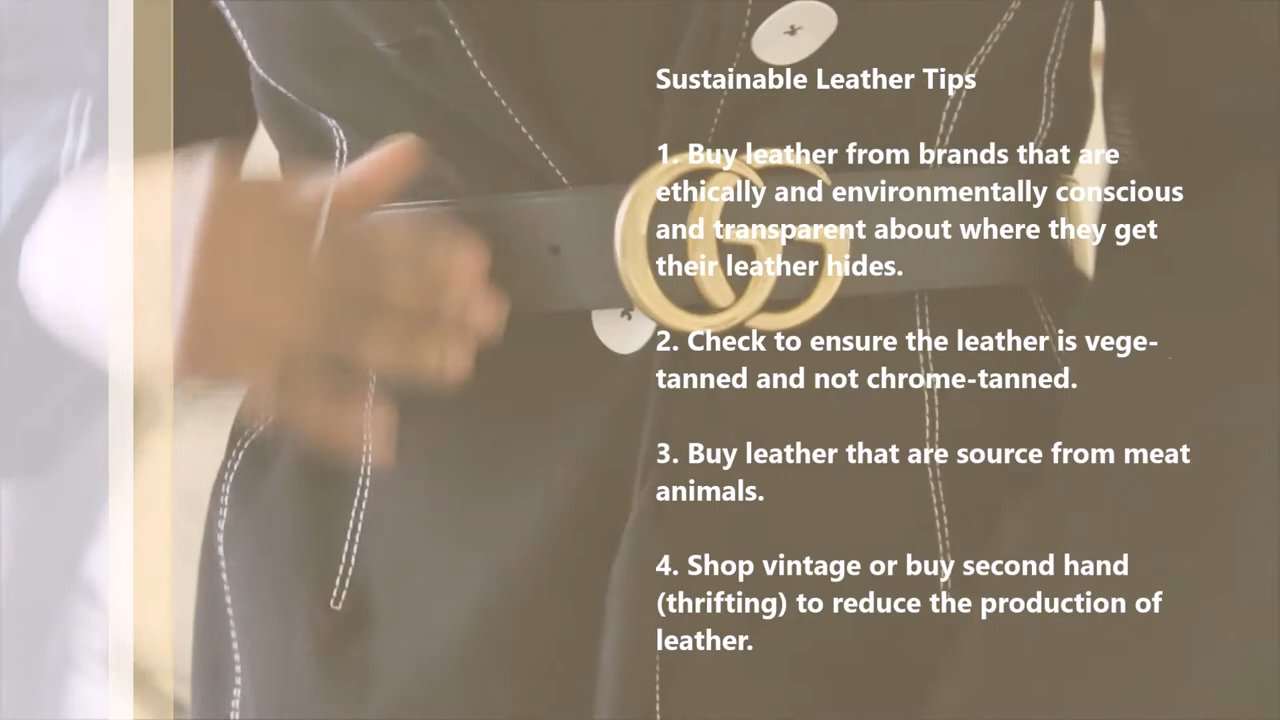 Sustainable Leather Tips
1. Buy leather from brands that are
ethically and environmentally conscious
and transparent about where they get
their leather hides.
2. Check to ensure the leather is vege-
tanned and not chrome-tanned.
3. Buy leather that are source from meat
animals.
4. Shop vintage or buy second hand
(thrifting) to reduce the production of
leather.